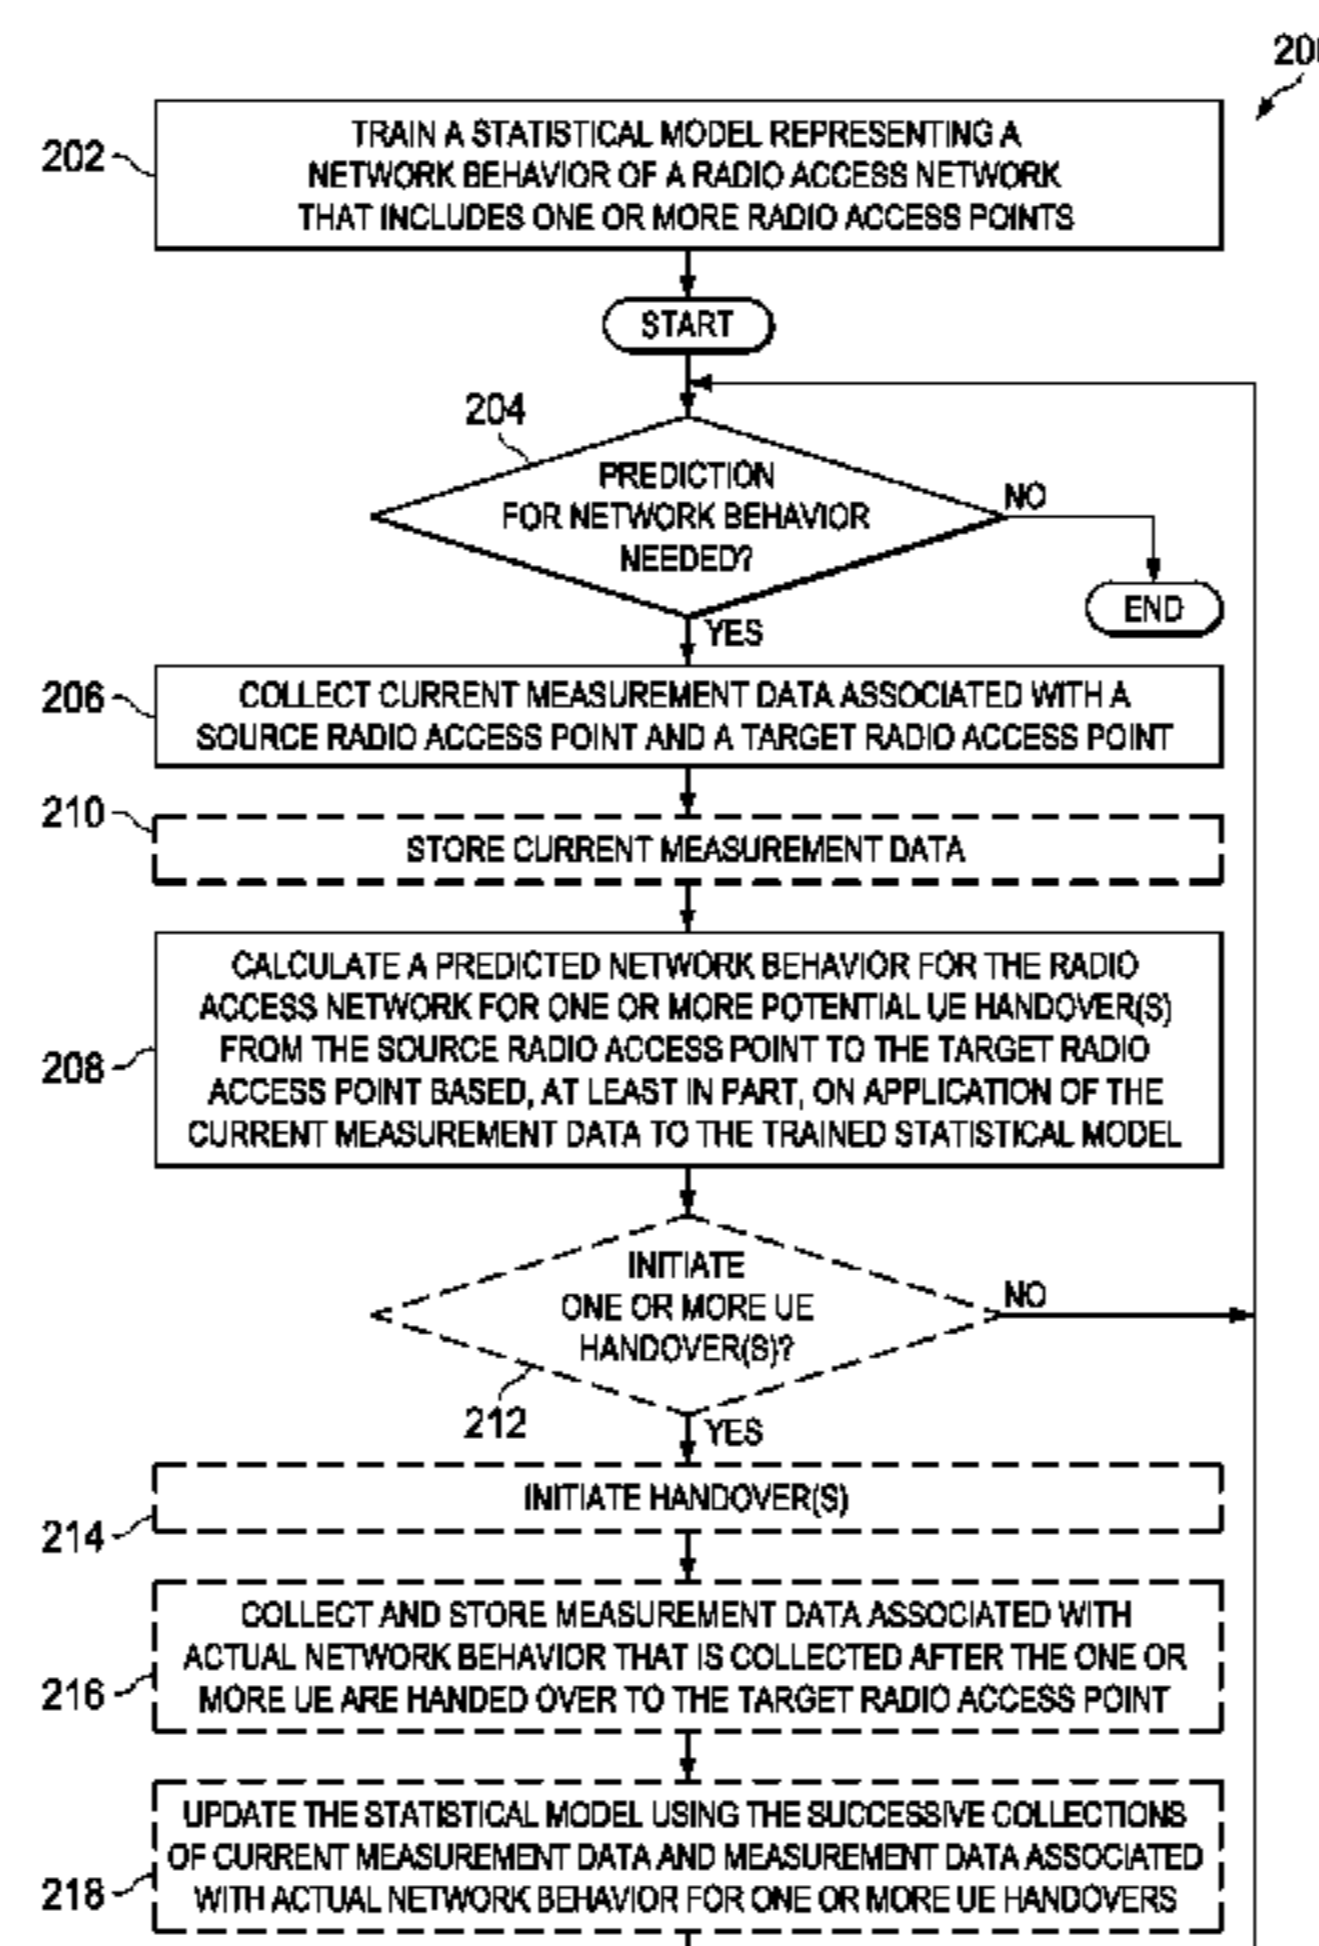 202
TRAIN A STATISTICAL MODEL REPRESENTING A
NETWORK BEHAVIOR OF A RADIO ACCESS NETWORK
THAT INCLUDES ONE OR MORE RADIO ACCESS POINTS
START
204
PREDICTION
FOR NETWORK BEHAVIOR
NEEDED?
NO
END
YES
206
COLLECT CURRENT MEASUREMENT DATA ASSOCIATED WITH A
SOURCE RADIO ACCESS POINT AND A TARGET RADIO ACCESS POINT
210
STORE CURRENT MEASUREMENT DATA
208
CALCULATE A PREDICTED NETWORK BEHAVIOR FOR THE RADIO
ACCESS NETWORK FOR ONE OR MORE POTENTIAL UE HANDOVER(S)
FROM THE SOURCE RADIO ACCESS POINT TO THE TARGET RADIO
ACCESS POINT BASED, AT LEAST IN PART, ON APPLICATION OF THE
CURRENT MEASUREMENT DATA TO THE TRAINED STATISTICAL MODEL
INITIATE
ONE OR MORE UE
HANDOVER(S)?
NO
212
YES
INITIATE HANDOVER(S)
214
COLLECT AND STORE MEASUREMENT DATA ASSOCIATED WITH
ACTUAL NETWORK BEHAVIOR THAT IS COLLECTED AFTER THE ONE OR
MORE UE ARE HANDED OVER TO THE TARGET RADIO ACCESS POINT
216
UPDATE THE STATISTICAL MODEL USING THE SUCCESSIVE COLLECTIONS
OF CURRENT MEASUREMENT DATA AND MEASUREMENT DATA ASSOCIATED
WITH ACTUAL NETWORK BEHAVIOR FOR ONE OR MORE UE HANDOVERS
218